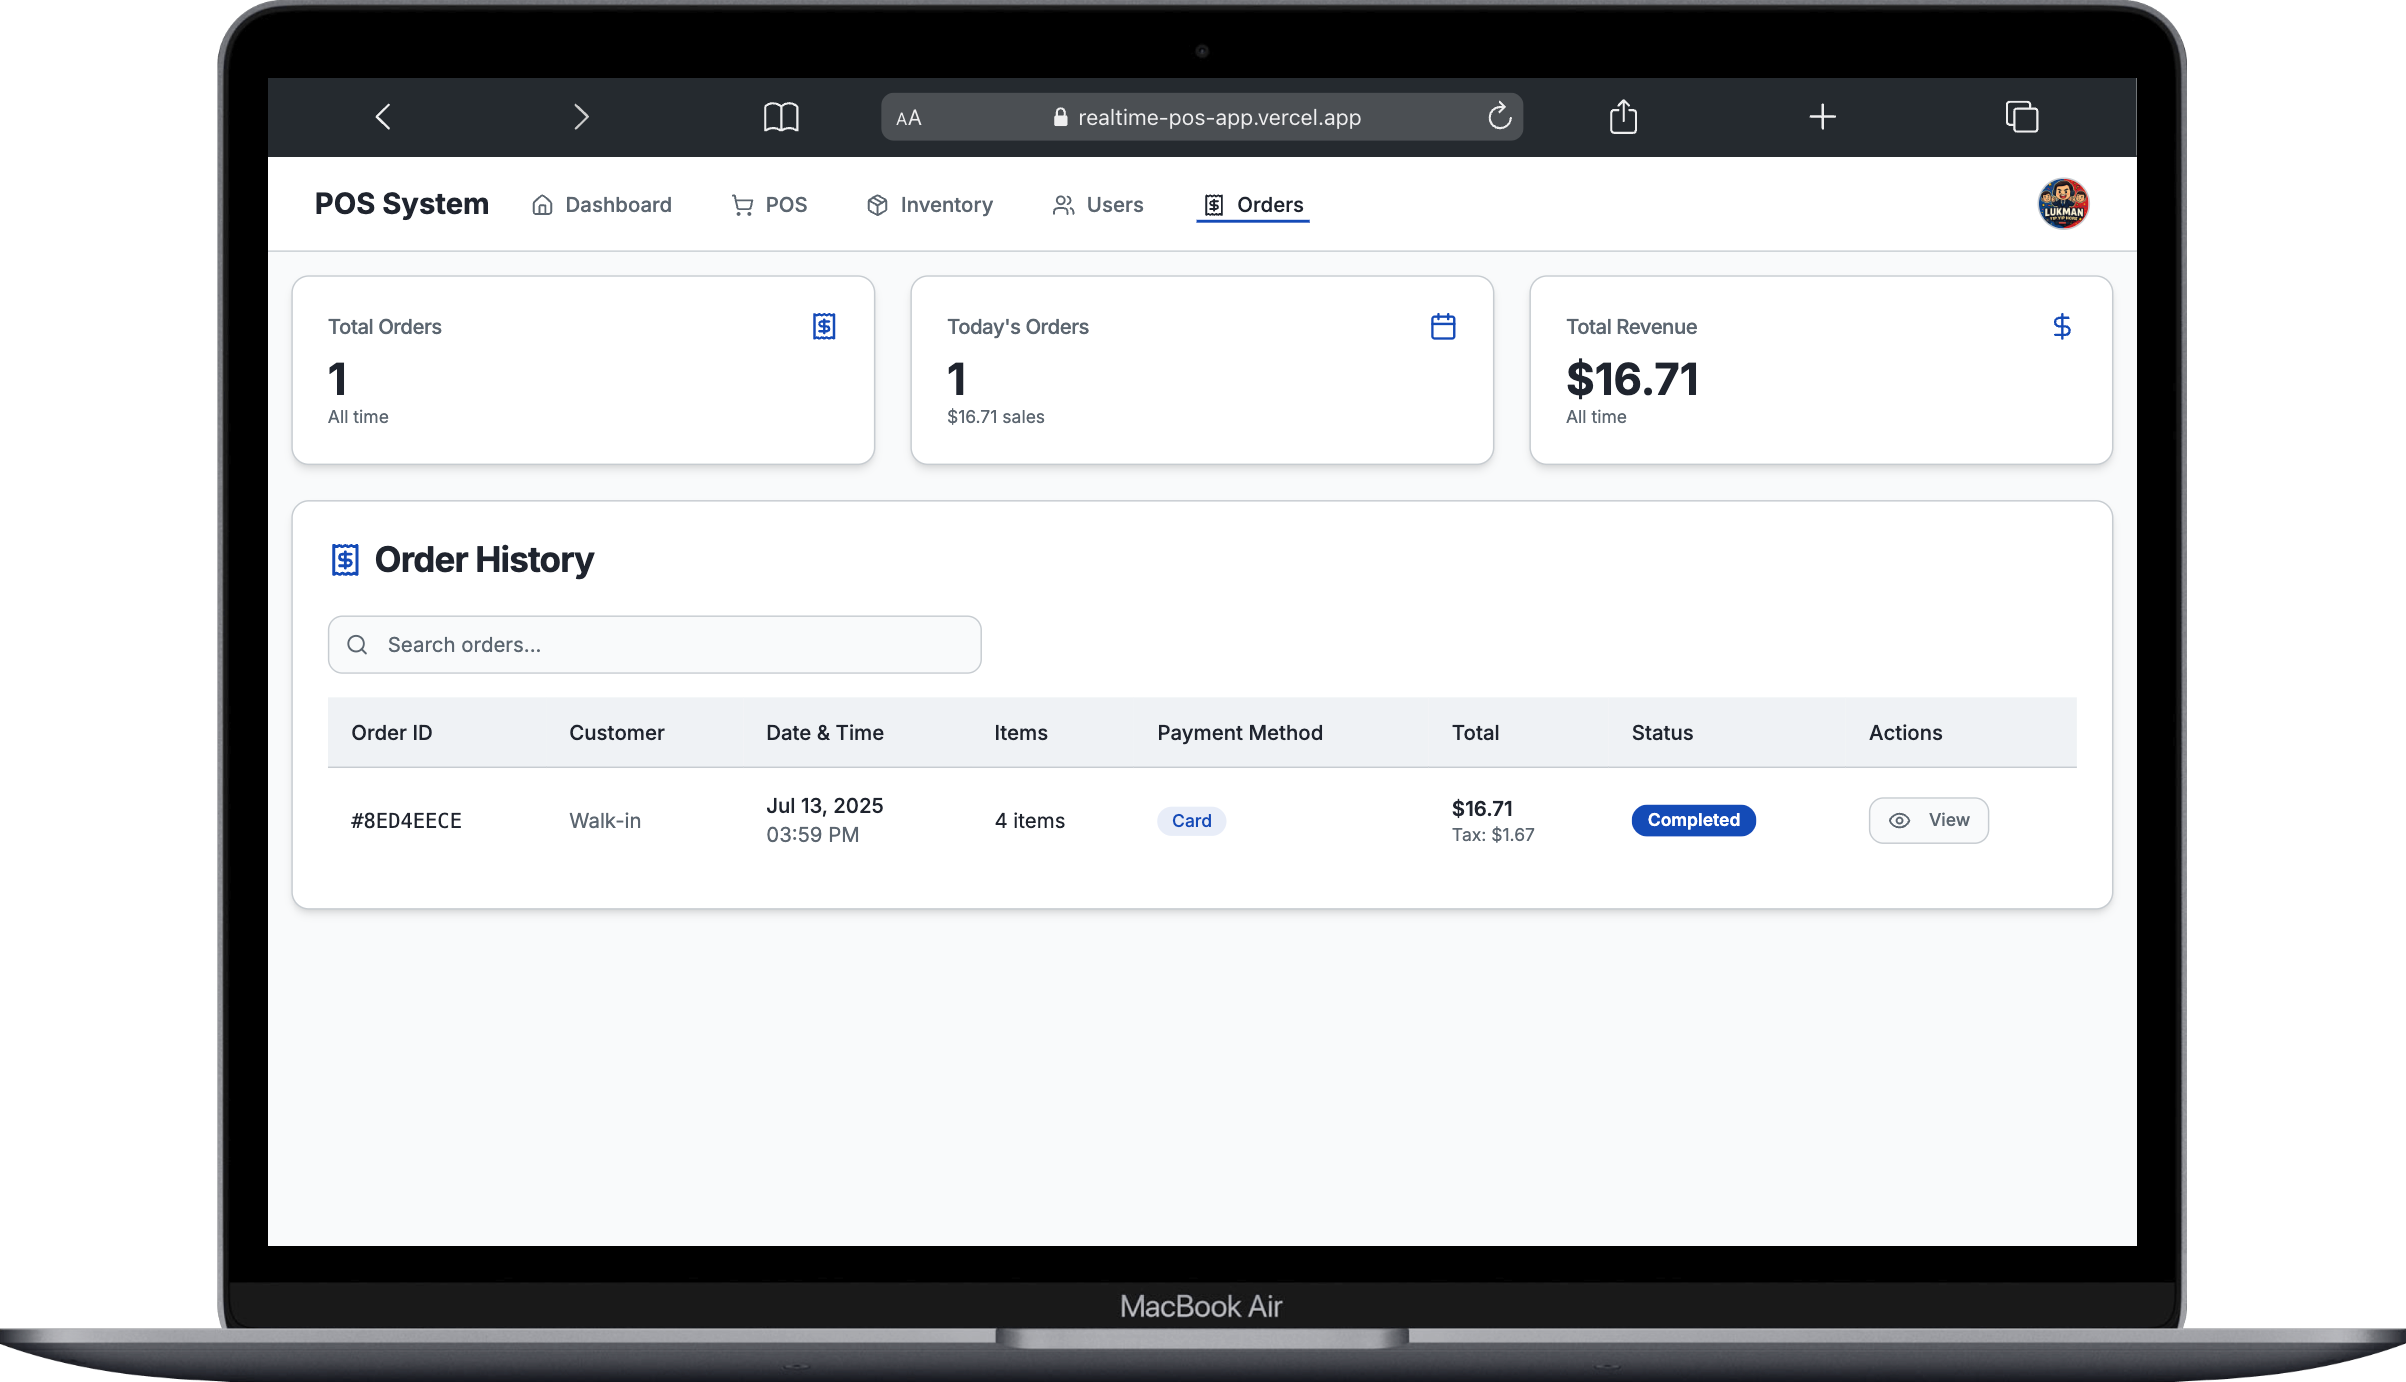 AA realtime-pos-app.vercel.app
POS System Dashboard POS Inventory Users Orders
LUKMAN
Total Orders
1
All time
Today's Orders
1
$16.71 sales
Total Revenue
$16.71
All time
Order History
Search orders...
Order ID Customer Date & Time Items Payment Method Total Status Actions
#8ED4EECE Walk-in Jul 13, 2025 03:59 PM 4 items Card $16.71 Tax: $1.67 Completed View
MacBook Air